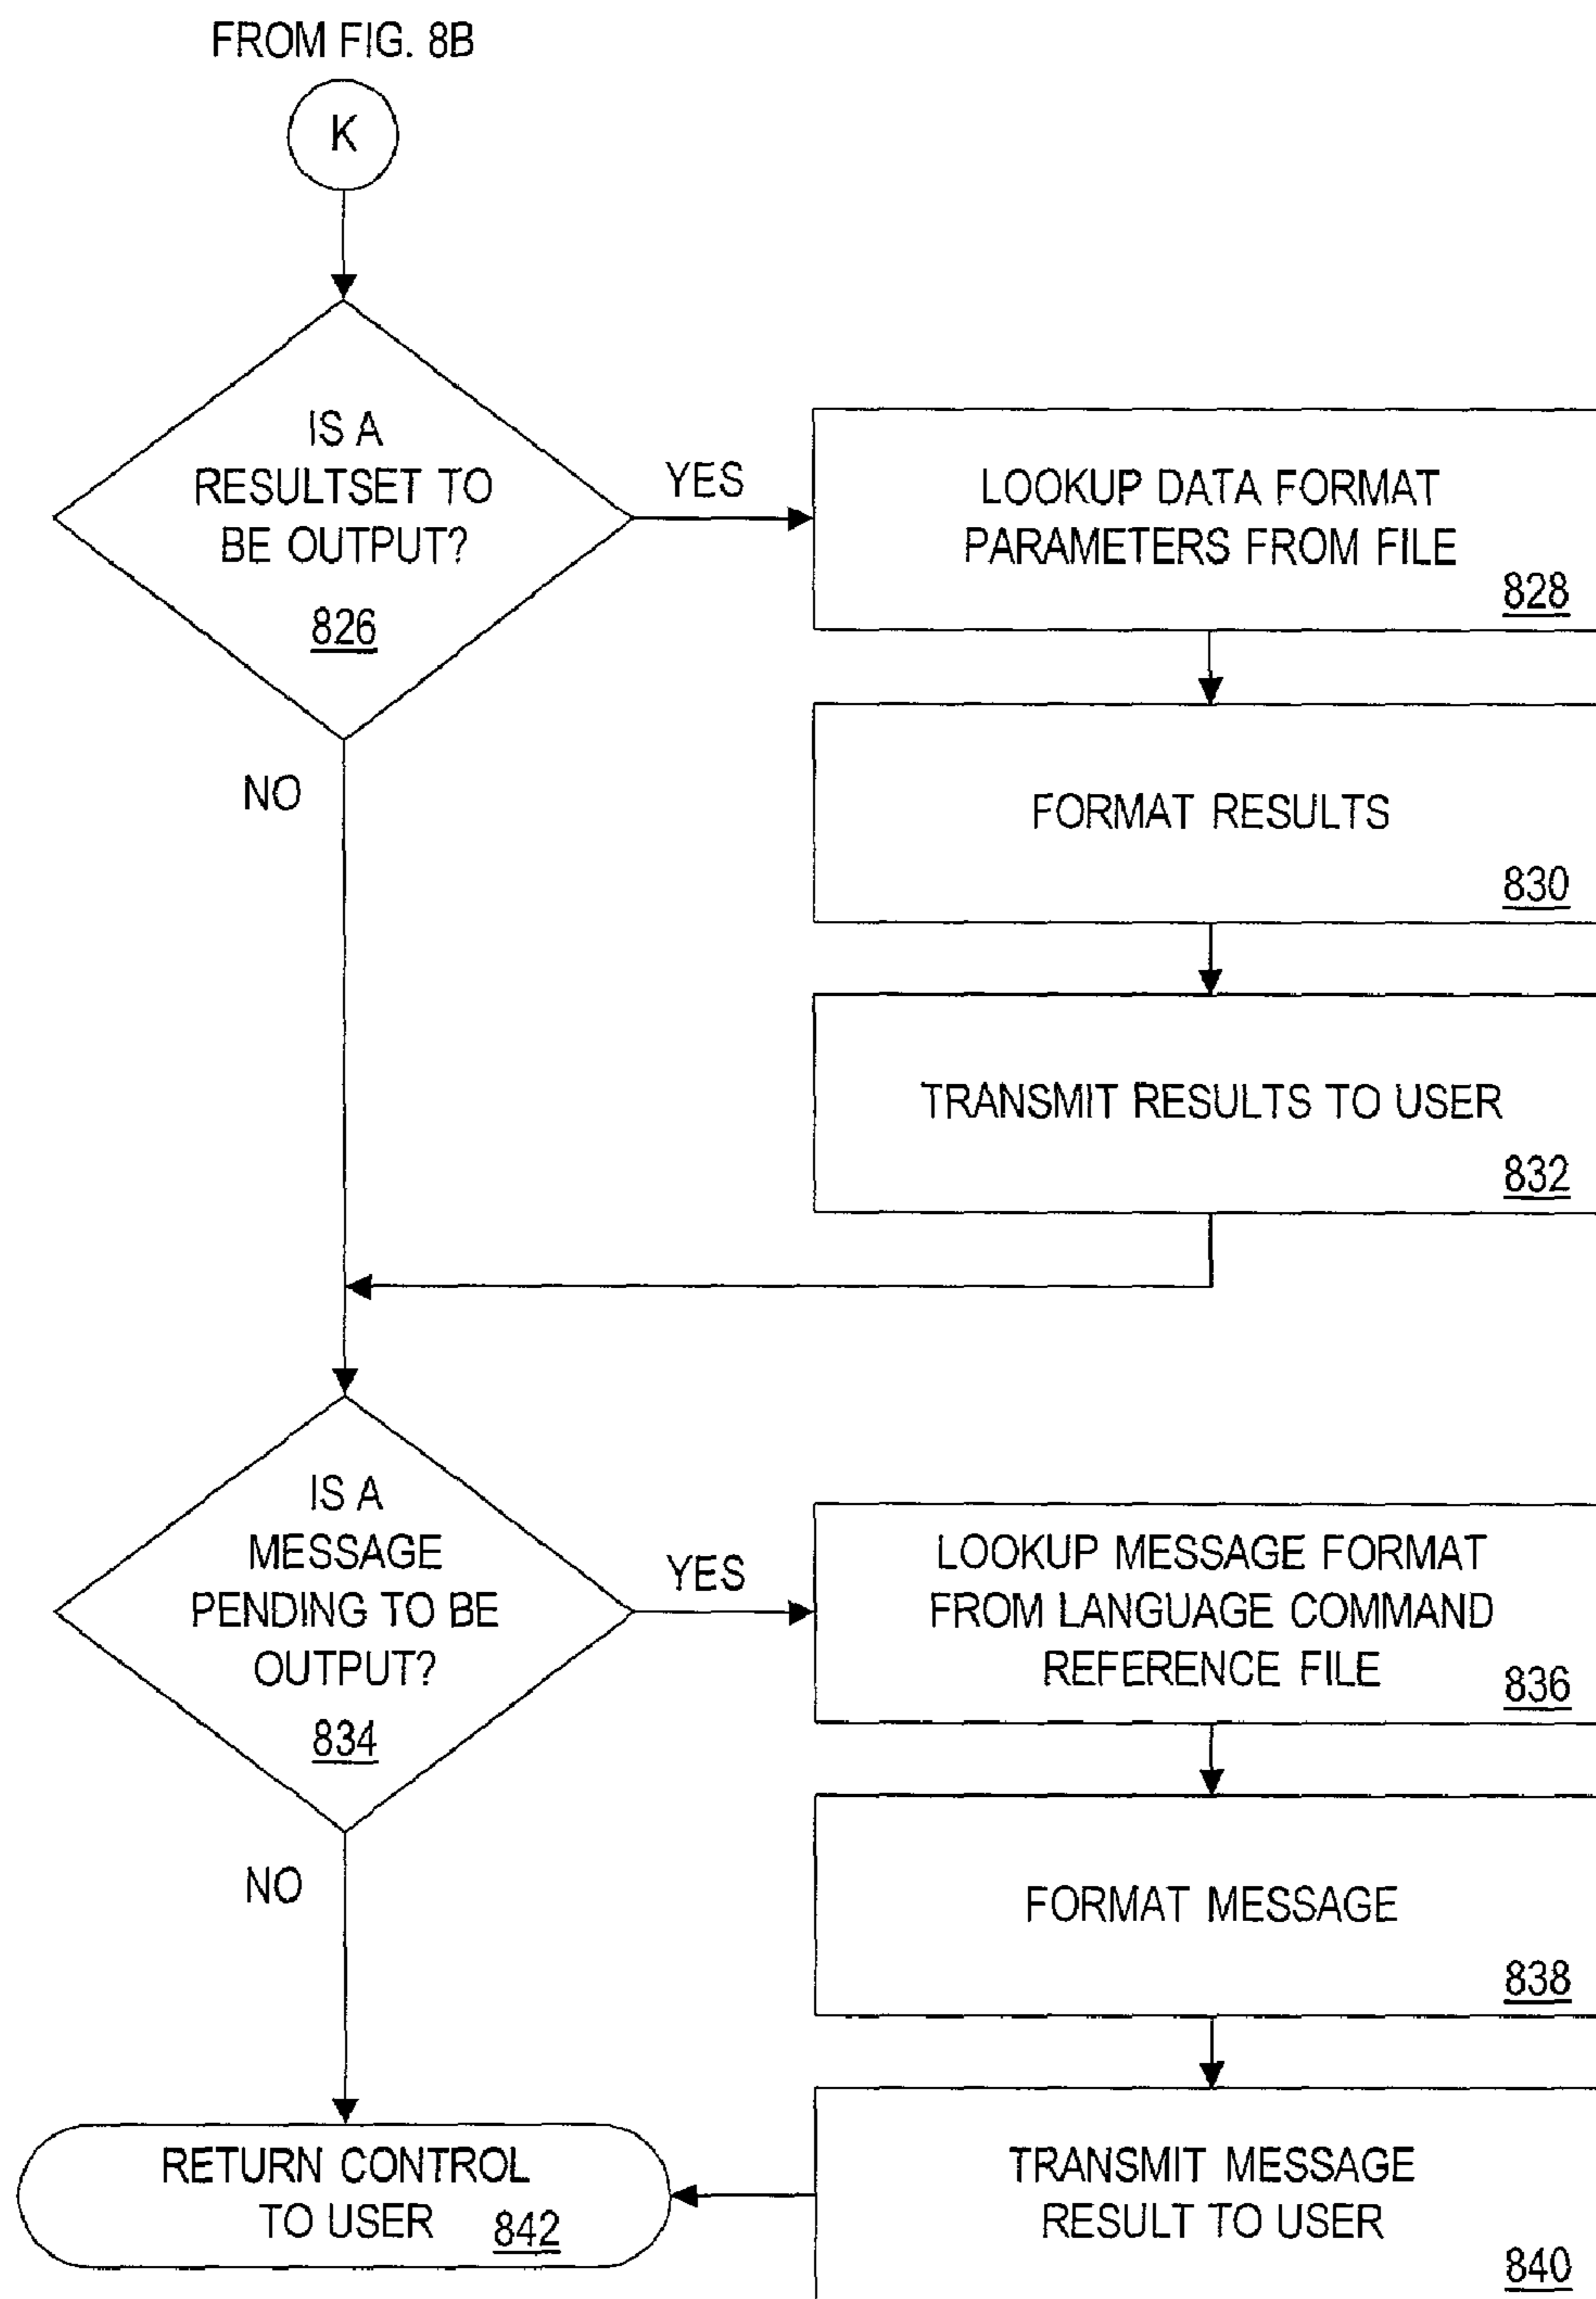 FROM FIG. 8B
K
IS A
RESULTSET TO
BE OUTPUT?
826
YES
LOOKUP DATA FORMAT
PARAMETERS FROM FILE
828
NO
FORMAT RESULTS
830
TRANSMIT RESULTS TO USER
832
IS A
MESSAGE
PENDING TO BE
OUTPUT?
834
YES
LOOKUP MESSAGE FORMAT
FROM LANGUAGE COMMAND
REFERENCE FILE
836
NO
FORMAT MESSAGE
838
RETURN CONTROL
TO USER
842
TRANSMIT MESSAGE
RESULT TO USER
840